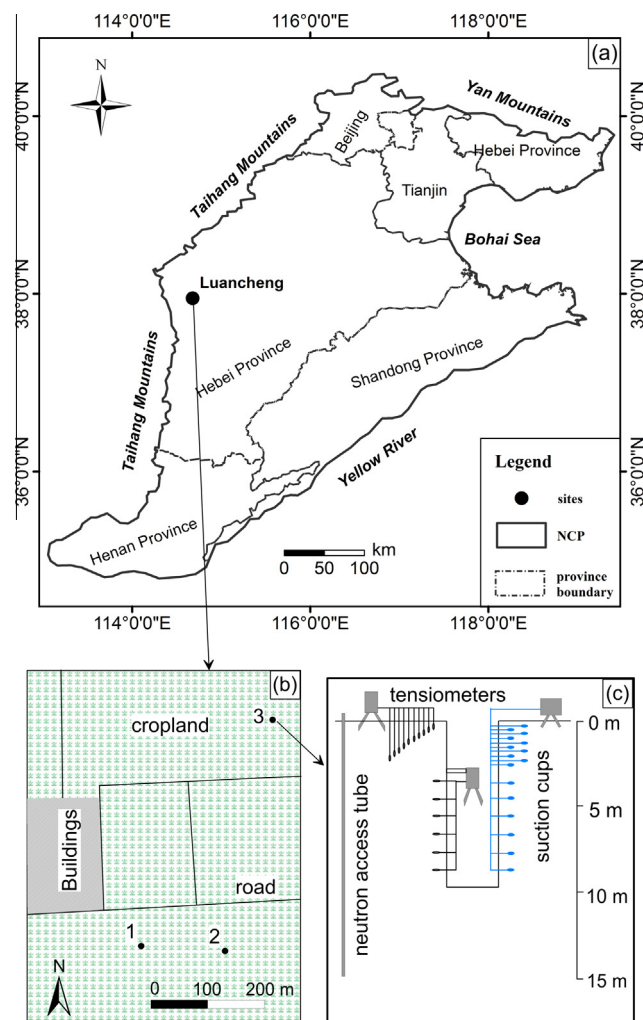 114°0'0"E 116°0'0"E 118°0'0"E
(a)
N
Yan Mountains
40°0'0"N
40°0'0"N
Beijing
Hebei Province
Taihang Mountains
Tianjin
Bohai Sea
Luancheng
38°0'0"N
38°0'0"N
Hebei Province
Shandong Province
Taihang Mountains
Yellow River
36°0'0"N
36°0'0"N
Legend
sites
NCP
province
boundary
Henan Province
km
0 50 100
114°0'0"E 116°0'0"E 118°0'0"E
(b)
cropland
3
Buildings
road
1
2
N
0 100 200 m
(c)
tensiometers
0 m
neutron access tube
suction cups
5 m
10 m
15 m